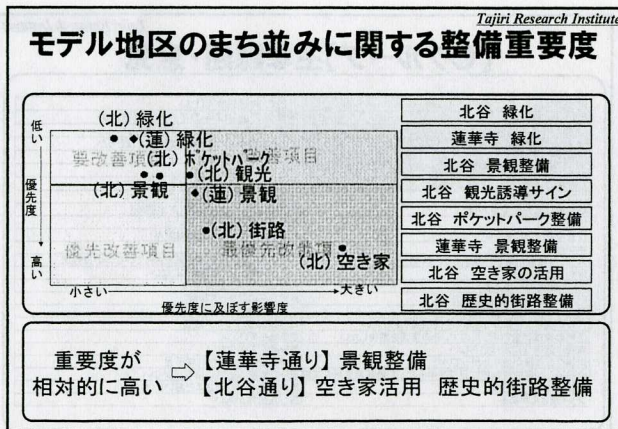 Tajiri Research Institute
モデル地区のまち並みに関する整備重要度
(北) 緑化
(蓮) 緑化
要改善項目
改善項目
(北) ポケットパーク
(北) 観光
(北) 景観
(蓮) 景観
(北) 街路
優先改善項目
最優先改善項
(北) 空き家
低い
優先度
高い
小さい
大きい
優先度に及ぼす影響度
北谷 緑化
蓮華寺 緑化
北谷 景観整備
北谷 観光誘導サイン
北谷 ポケットパーク整備
蓮華寺 景観整備
北谷 空き家の活用
北谷 歴史的街路整備
重要度が
相対的に高い
⇨
【蓮華寺通り】 景観整備
【北谷通り】 空き家活用 歴史的街路整備